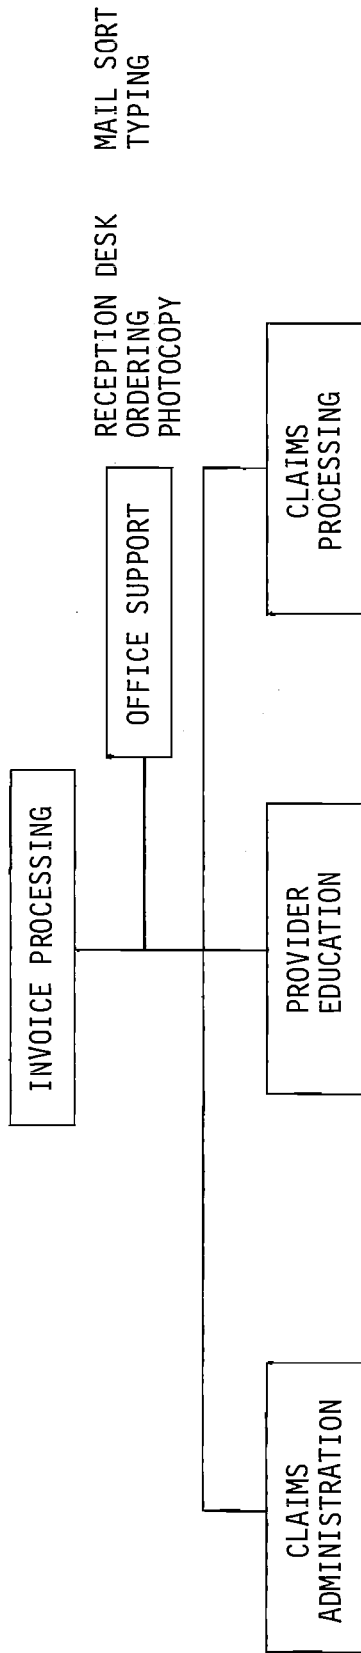 INVOICE PROCESSING
OFFICE SUPPORT
RECEPTION DESK
ORDERING
PHOTOCOPY
MAIL SORT
TYPING
CLAIMS
ADMINISTRATION
PROVIDER
EDUCATION
CLAIMS
PROCESSING